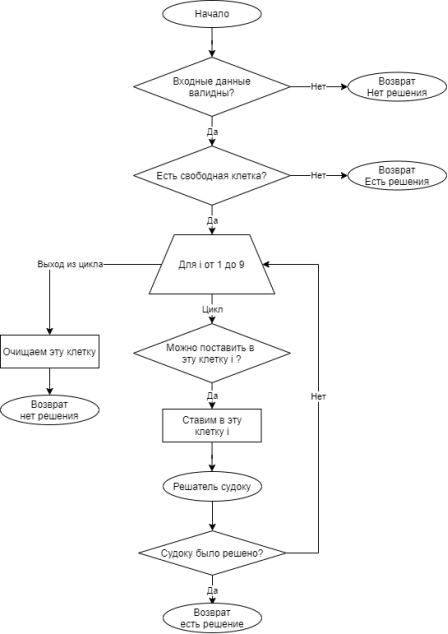 Начало
Входные данные
валидны?
Нет
Возврат
Нет решения
Да
Есть свободная клетка?
Нет
Возврат
Есть решения
Да
Выход из цикла
Для i от 1 до 9
Цикл
Очищаем эту клетку
Можно поставить в
эту клетку i ?
Возврат
нет решения
Да
Нет
Ставим в эту
клетку i
Решатель судоку
Судоку было решено?
Да
Возврат
есть решение